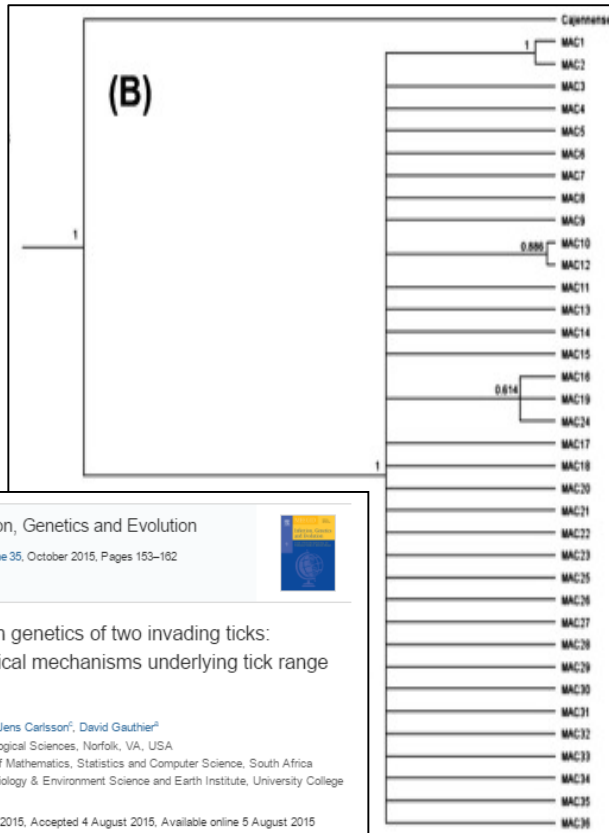 Cajennense
1
MAC1
MAC2
(B)
MAC3
MAC4
MAC5
MAC6
MAC7
MAC8
MAC9
1
0.886
MAC10
MAC12
MAC11
MAC13
MAC14
MAC15
MAC16
0.614
MAC19
MAC24
MAC17
1
MAC18
MAC20
MAC21
MAC22
MAC23
MAC25
MAC26
MAC27
MAC28
MAC29
MAC30
MAC31
MAC32
MAC33
MAC34
MAC35
MAC36
on, Genetics and Evolution
e 35, October 2015, Pages 153–162
n genetics of two invading ticks:
ical mechanisms underlying tick range
Jens Carlsson, David Gauthier
ogical Sciences, Norfolk, VA, USA
f Mathematics, Statistics and Computer Science, South Africa
iology & Environment Science and Earth Institute, University College
2015, Accepted 4 August 2015, Available online 5 August 2015